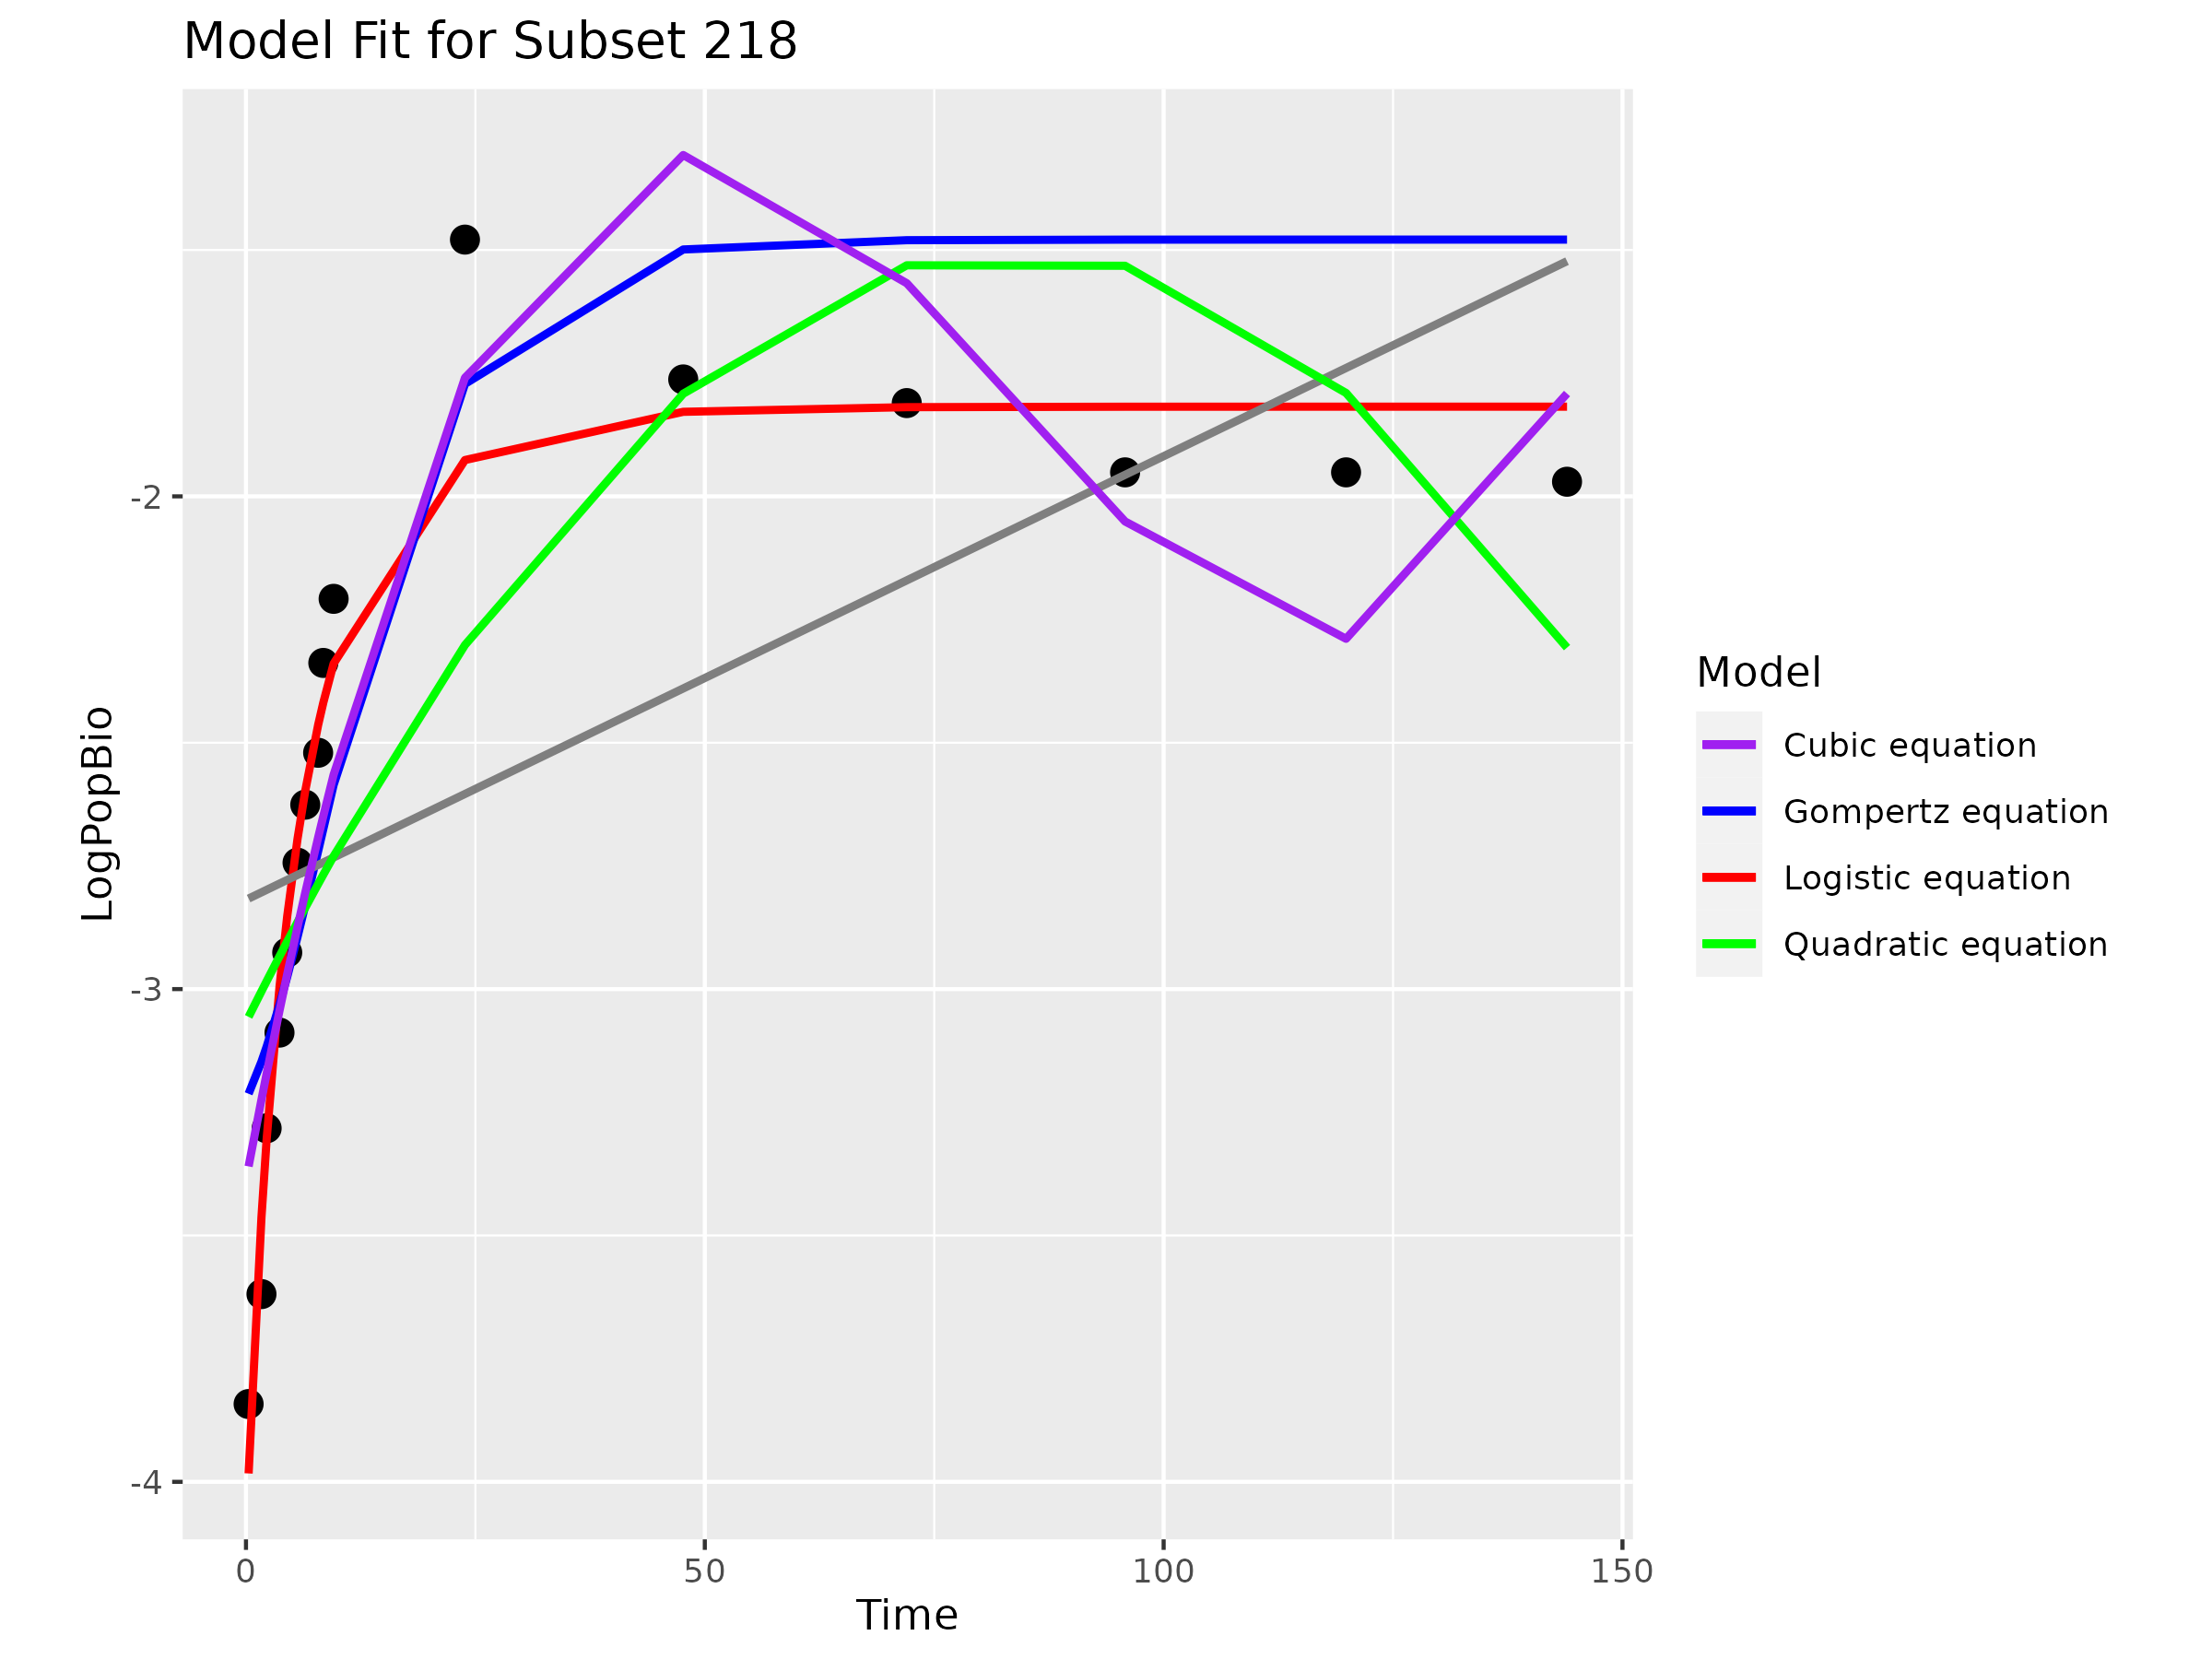 Model Fit for Subset 218
LogPopBio
-2
-3
-4
0 50 100 150
Time
Model
Cubic equation
Gompertz equation
Logistic equation
Quadratic equation